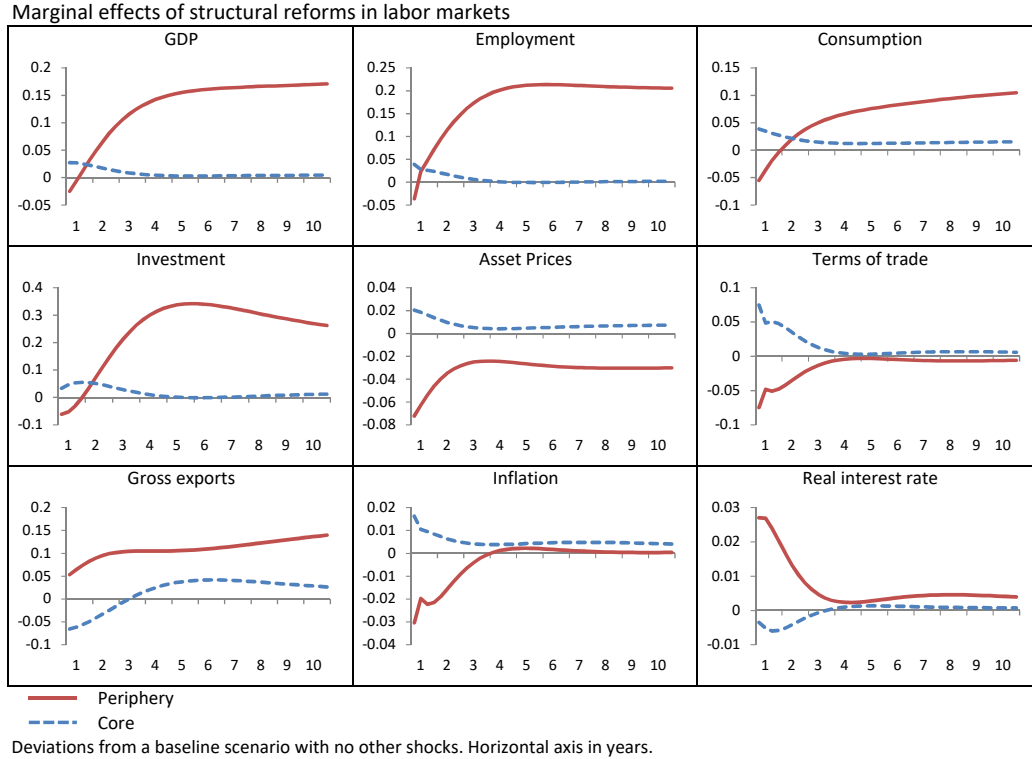 Marginal effects of structural reforms in labor markets
GDP
0.2
0.15
0.1
0.05
0
-0.05
1 2 3 4 5 6 7 8 9 10
Employment
0.25
0.2
0.15
0.1
0.05
0
-0.05
1 2 3 4 5 6 7 8 9 10
Consumption
0.15
0.1
0.05
0
-0.05
-0.1
1 2 3 4 5 6 7 8 9 10
Investment
0.4
0.3
0.2
0.1
0
-0.1
1 2 3 4 5 6 7 8 9 10
Asset Prices
0.04
0.02
0
-0.02
-0.04
-0.06
-0.08
1 2 3 4 5 6 7 8 9 10
Terms of trade
0.1
0.05
0
-0.05
-0.1
1 2 3 4 5 6 7 8 9 10
Gross exports
0.2
0.15
0.1
0.05
0
-0.05
-0.1
1 2 3 4 5 6 7 8 9 10
Inflation
0.02
0.01
0
-0.01
-0.02
-0.03
-0.04
1 2 3 4 5 6 7 8 9 10
Real interest rate
0.03
0.02
0.01
0
-0.01
1 2 3 4 5 6 7 8 9 10
Periphery
Core
Deviations from a baseline scenario with no other shocks. Horizontal axis in years.